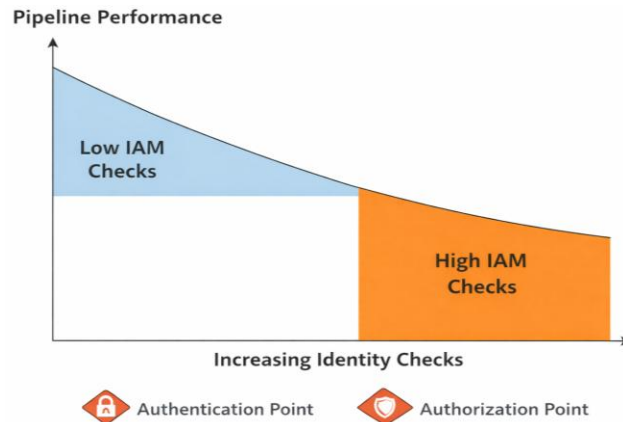 Pipeline Performance
Low IAM
Checks
High IAM
Checks
Increasing Identity Checks
Authentication Point
Authorization Point